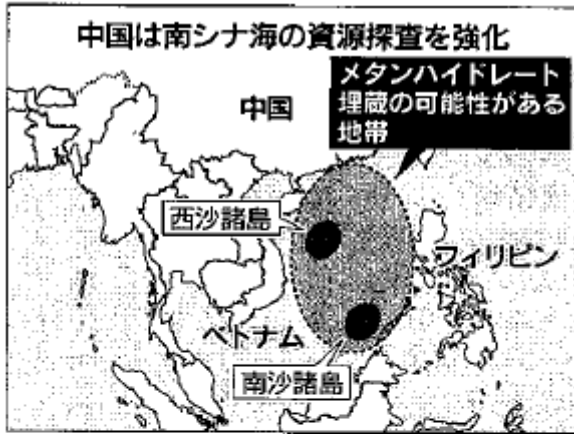 中国は南シナ海の資源探査を強化
メタンハイドレート
埋蔵の可能性がある
地帯
中国
西沙諸島
フィリピン
ベトナム
南沙諸島